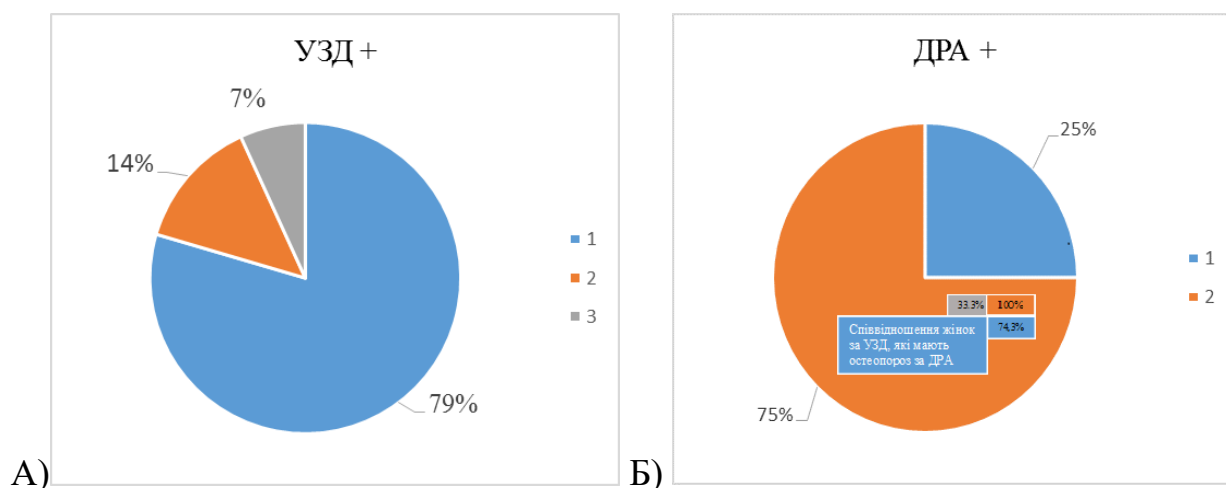 УЗД +
7%
14%
79%
1
2
3
А)
ДРА +
25%
75%
1
2
33.3%
100%
74,3%
Співвідношення жінок
за УЗД, які мають
остеопороз за ДРА
Б)